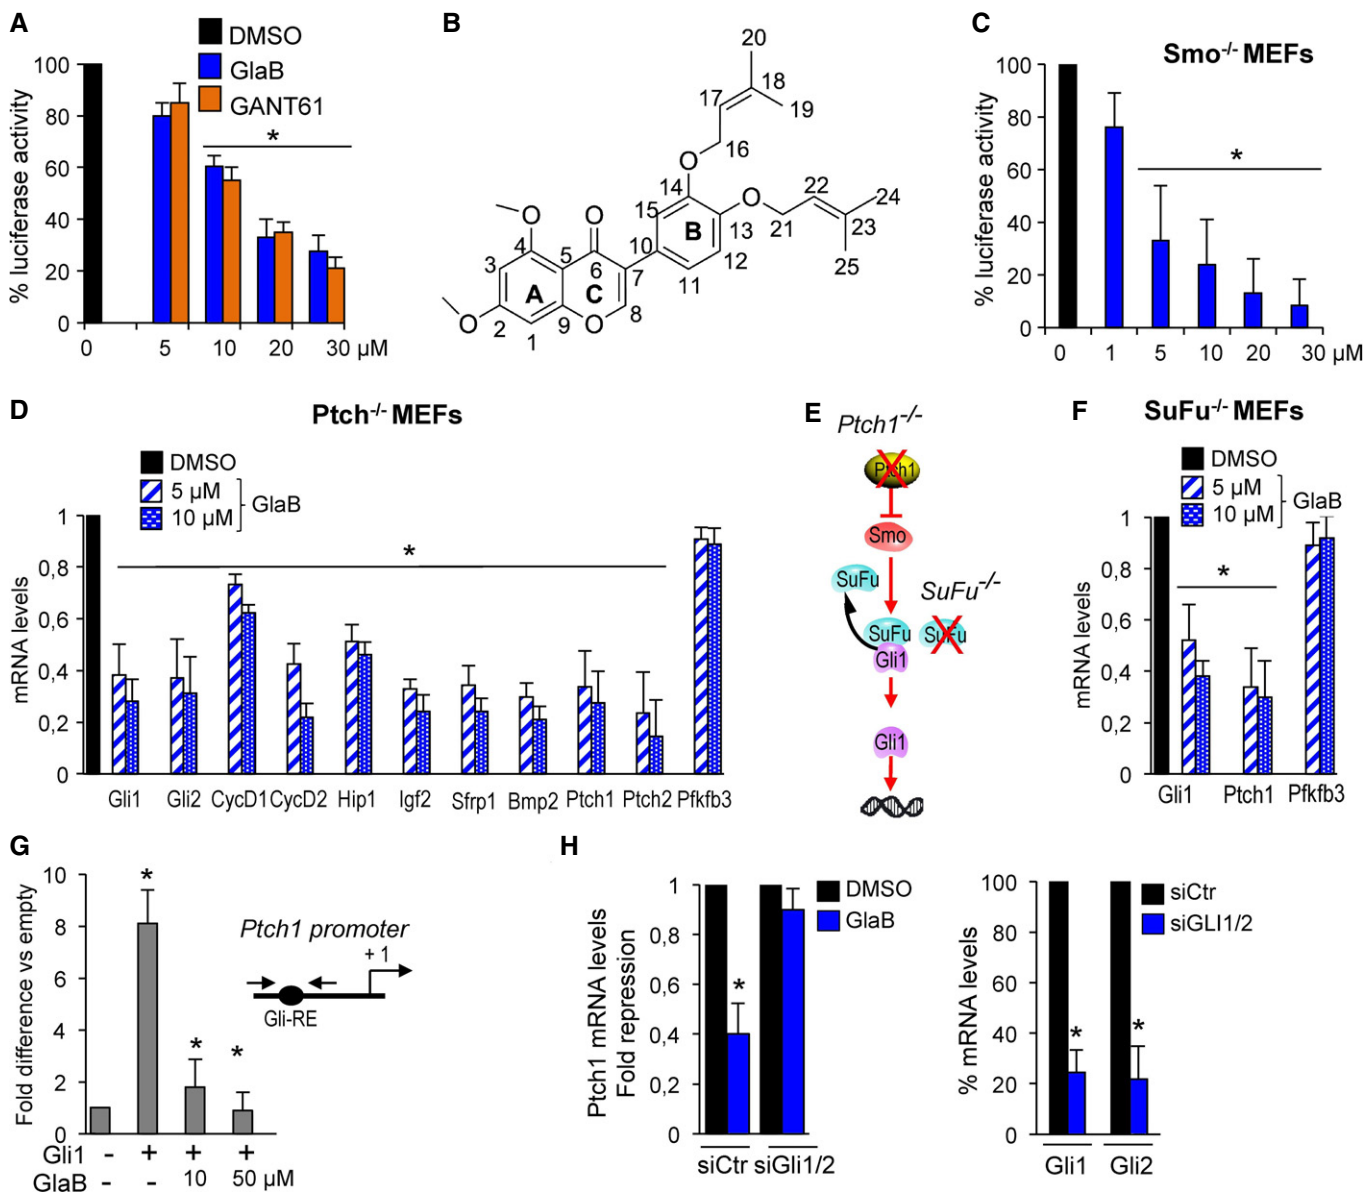 A
DMSO
GlaB
GANT61
% luciferase activity
100
80
60
40
20
0
*
0 5 10 20 30 µM
B
20
18
17
19
16
O
14
O
22
24
15
B
13
21
23
25
O
O
4
5
6
10
12
3
A
C
7
11
O
2
1
9
O
8
C
Smo-/- MEFs
% luciferase activity
100
80
60
40
20
0
*
0 1 5 10 20 30 µM
D
Ptch-/- MEFs
DMSO
5 µM
10 µM
GlaB
mRNA levels
1
0,8
0,6
0,4
0,2
0
*
Gli1 Gli2 CycD1 CycD2 Hip1 Igf2 Sfrp1 Bmp2 Ptch1 Ptch2 Pfkfb3
E
Ptch1-/-
Ptch1
Smo
SuFu
SuFu-/-
SuFu
SuFu
Gli1
Gli1
F
SuFu-/- MEFs
DMSO
5 µM
10 µM
GlaB
mRNA levels
1
0,8
0,6
0,4
0,2
0
*
Gli1 Ptch1 Pfkfb3
G
Fold difference vs empty
10
8
6
4
2
0
*
*
*
Ptch1 promoter
+ 1
Gli-RE
Gli1 - + + +
GlaB - - 10 50 µM
H
Ptch1 mRNA levels
Fold repression
1
0,8
0,6
0,4
0,2
0
DMSO
GlaB
*
siCtr siGli1/2
% mRNA levels
100
80
60
40
20
0
siCtr
siGLI1/2
*
*
Gli1 Gli2